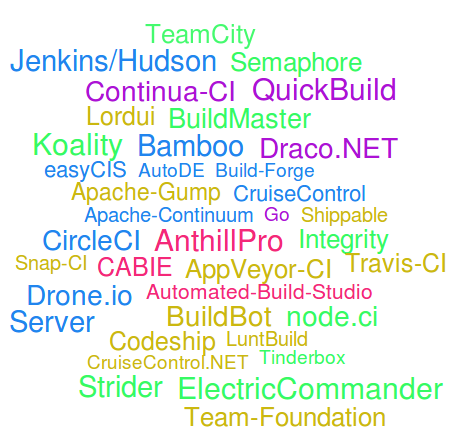 TeamCity
Jenkins/Hudson Semaphore
Continua-CI QuickBuild
Lordui BuildMaster
Koality Bamboo Draco.NET
easyCIS AutoDE Build-Forge
Apache-Gump CruiseControl
Apache-Continuum Go Shippable
CircleCI AnthillPro Integrity
Snap-CI CABIE AppVeyor-CI Travis-CI
Drone.io Automated-Build-Studio
Server BuildBot node.ci
Codeship LuntBuild
CruiseControl.NET Tinderbox
Strider ElectricCommander
Team-Foundation